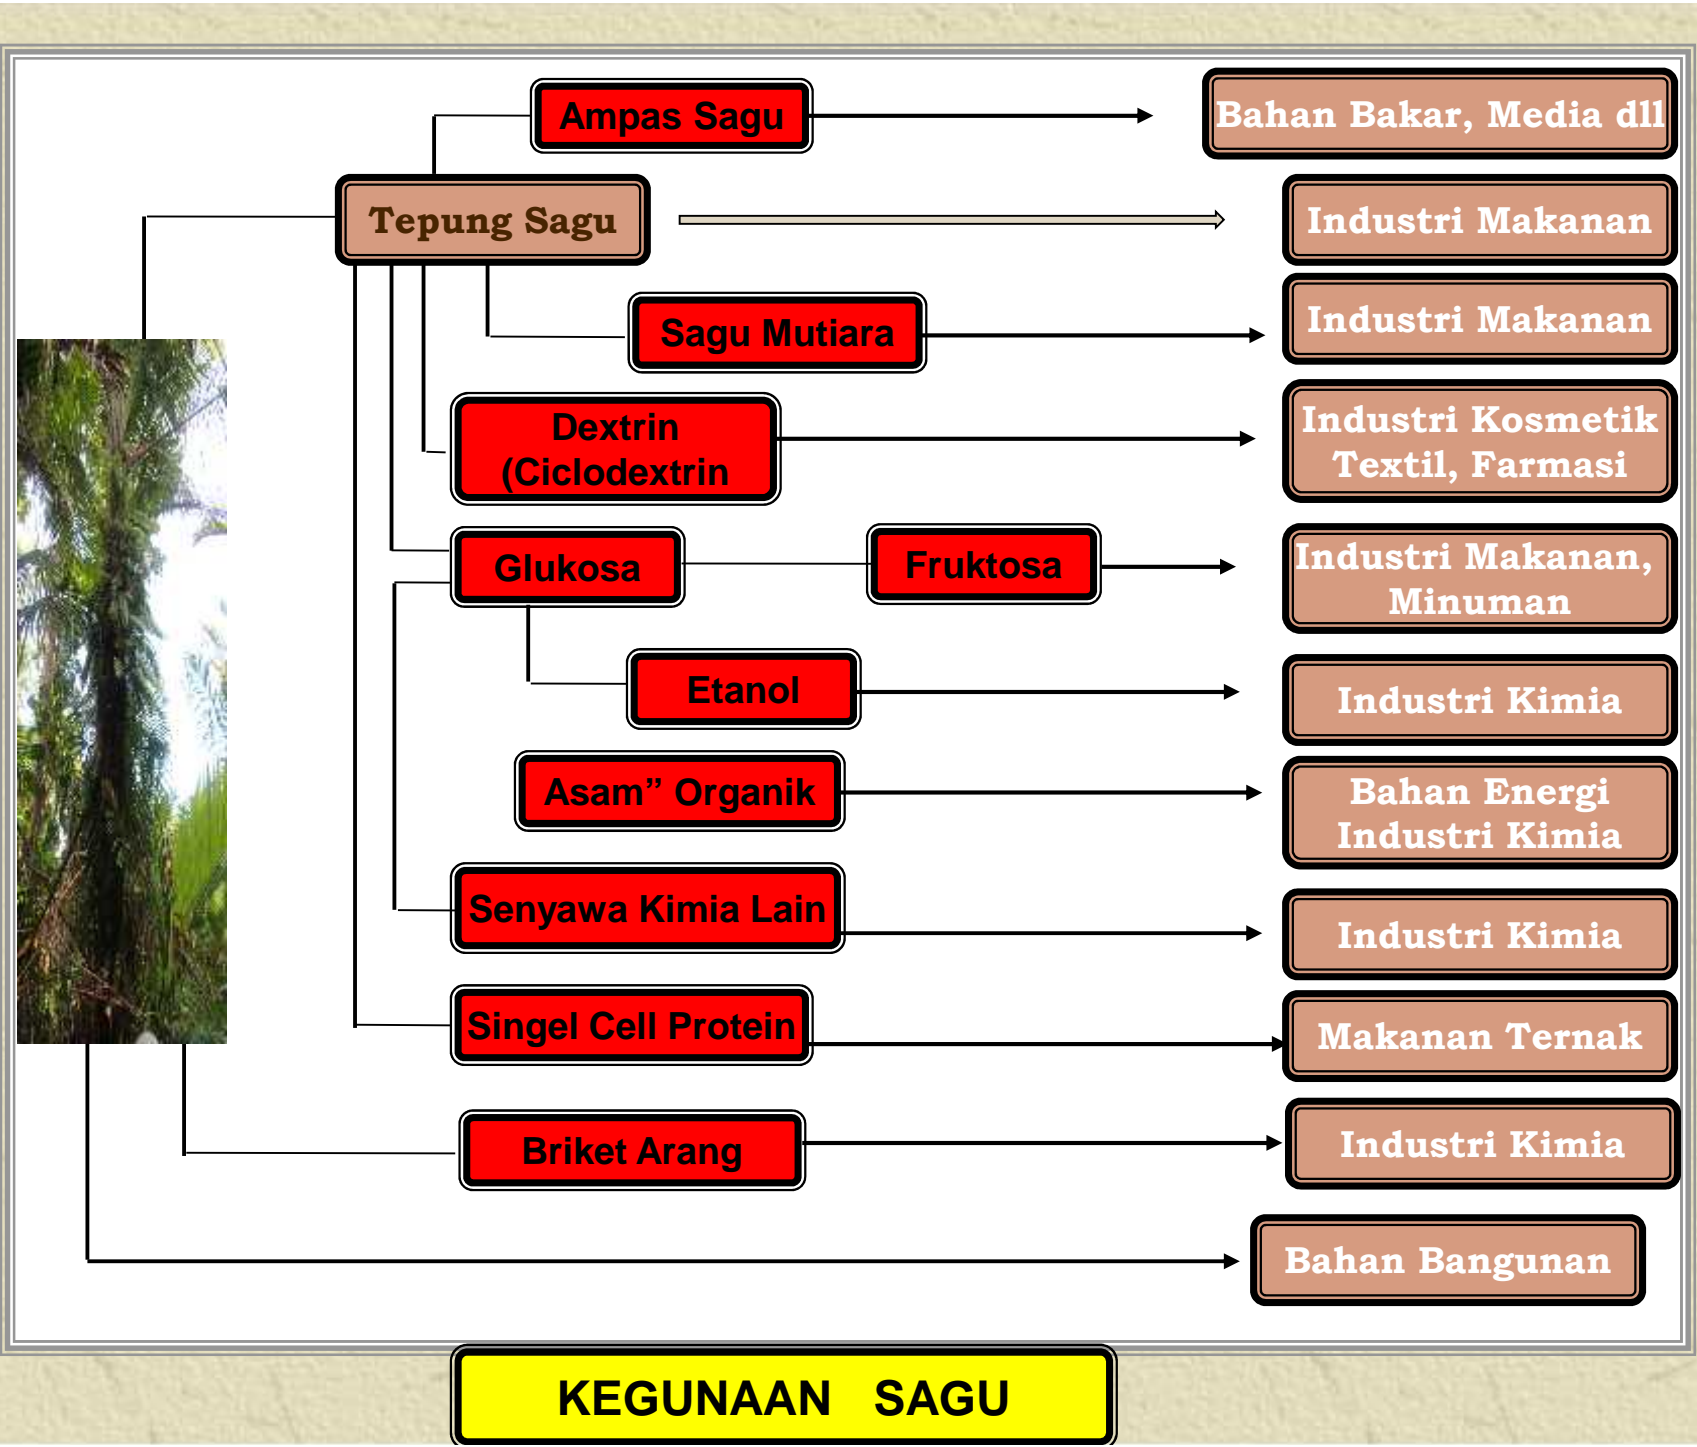 Ampas Sagu
Bahan Bakar, Media dll
Tepung Sagu
Industri Makanan
Sagu Mutiara
Industri Makanan
Dextrin
(Ciclodextrin
Industri Kosmetik
Textil, Farmasi
Glukosa
Fruktosa
Industri Makanan,
Minuman
Etanol
Industri Kimia
Asam” Organik
Bahan Energi
Industri Kimia
Senyawa Kimia Lain
Industri Kimia
Singel Cell Protein
Makanan Ternak
Briket Arang
Industri Kimia
Bahan Bangunan
KEGUNAAN SAGU